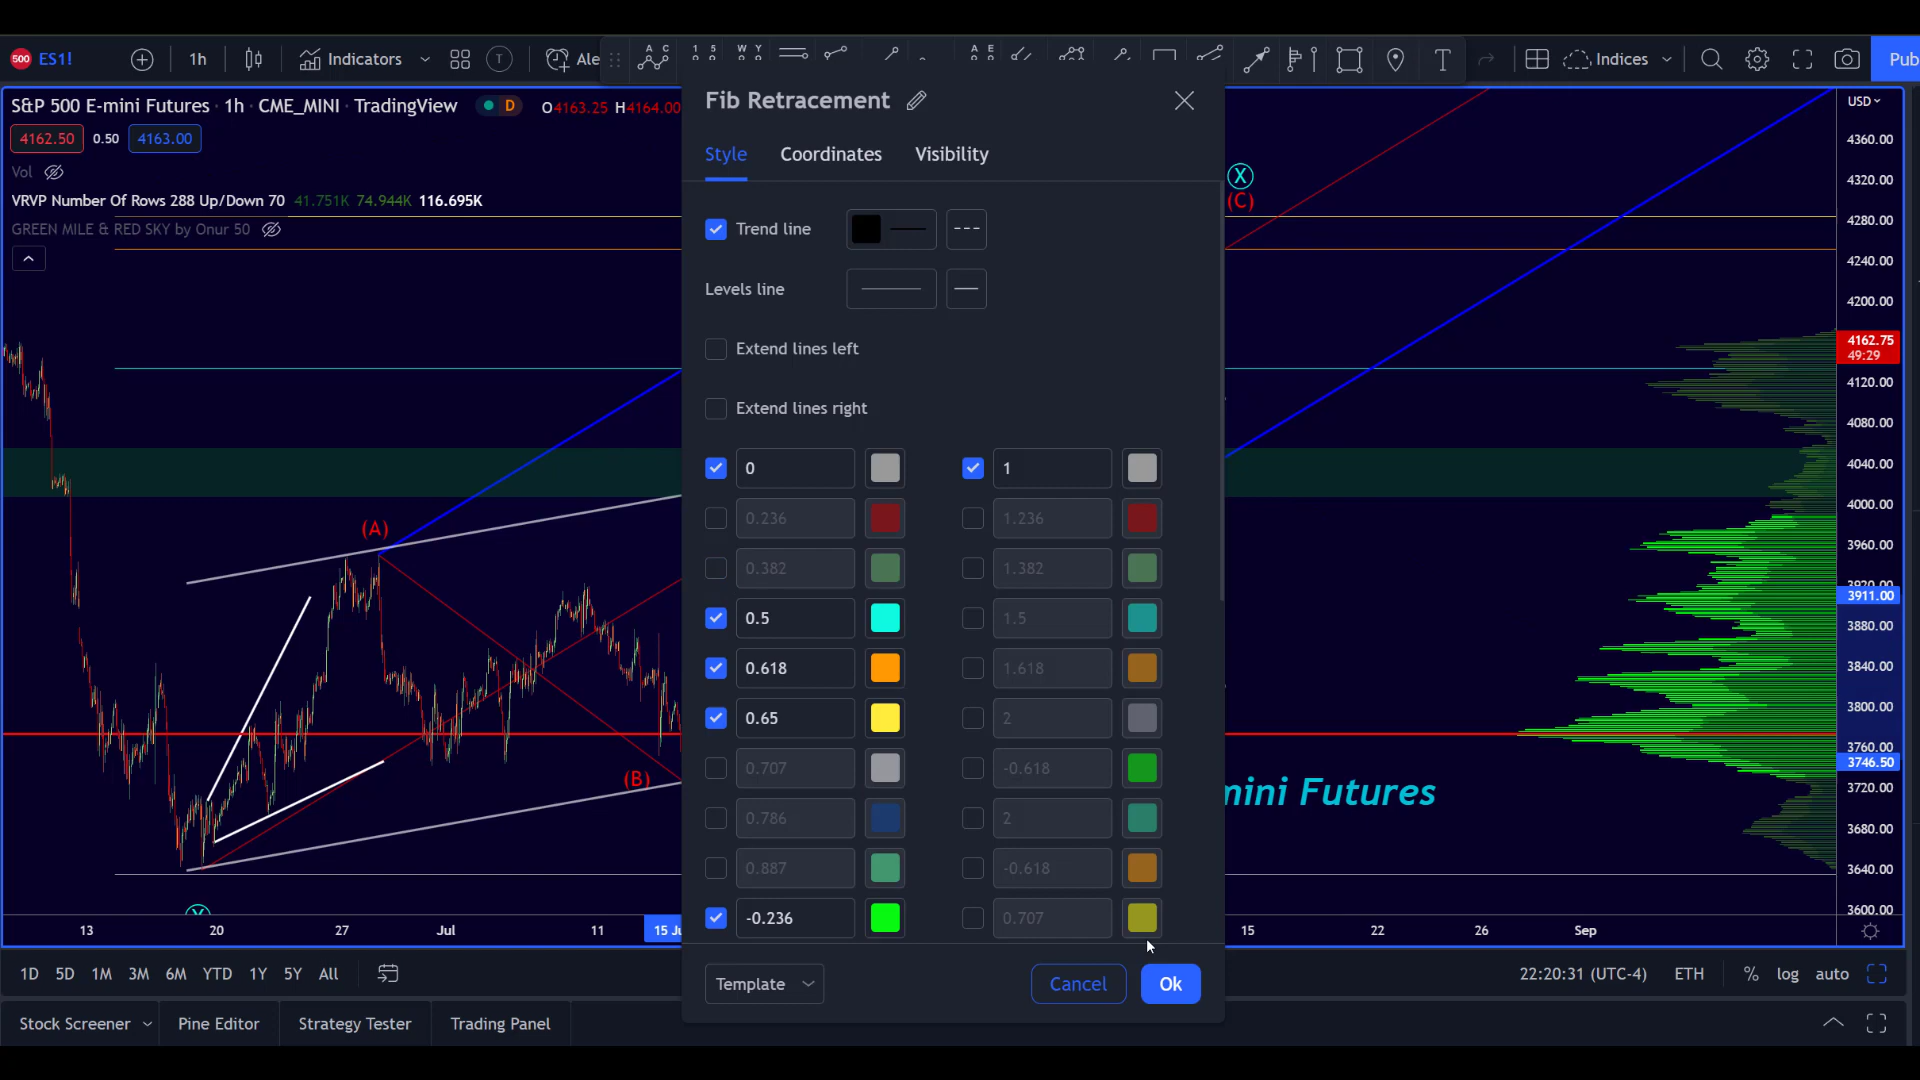 500 ES1! 1h Indicators T Ale A C 1 5 W Y A E T Indices Pub
S&P 500 E-mini Futures · 1h · CME_MINI · TradingView D O4163.25 H4164.00
4162.50 0.50 4163.00
Vol
VRVP Number Of Rows 288 Up/Down 70 41.751K 74.944K 116.695K
GREEN MILE & RED SKY by Onur 50
Fib Retracement
Style Coordinates Visibility
Trend line
Levels line
Extend lines left
Extend lines right
0 1
0.236 1.236
0.382 1.382
0.5 1.5
0.618 1.618
0.65 2
0.707 -0.618
0.786 2
0.887 -0.618
-0.236 0.707
Template Cancel Ok
(A)
(B)
X
(C)
mini Futures
USD
4360.00
4320.00
4280.00
4240.00
4200.00
4162.75
49:29
4120.00
4080.00
4040.00
4000.00
3960.00
3920.00
3911.00
3880.00
3840.00
3800.00
3760.00
3746.50
3720.00
3680.00
3640.00
3600.00
13 20 27 Jul 11 15 Ju 15 22 26 Sep
1D 5D 1M 3M 6M YTD 1Y 5Y All 22:20:31 (UTC-4) ETH % log auto
Stock Screener Pine Editor Strategy Tester Trading Panel